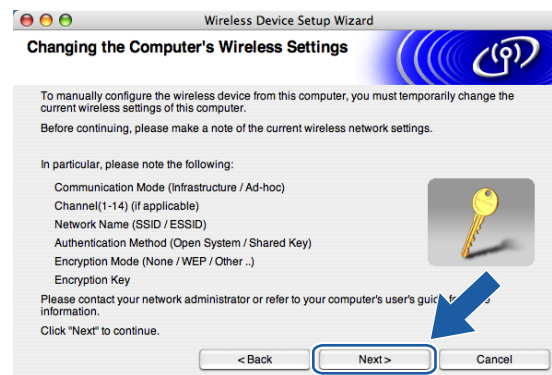 Wireless Device Setup Wizard
Changing the Computer's Wireless Settings
To manually configure the wireless device from this computer, you must temporarily change the
current wireless settings of this computer.
Before continuing, please make a note of the current wireless network settings.
In particular, please note the following:
Communication Mode (Infrastructure / Ad-hoc)
Channel(1-14) (if applicable)
Network Name (SSID / ESSID)
Authentication Method (Open System / Shared Key)
Encryption Mode (None / WEP / Other ..)
Encryption Key
Please contact your network administrator or refer to your computer's user's
information.
Click "Next" to continue.
< Back Next > Cancel